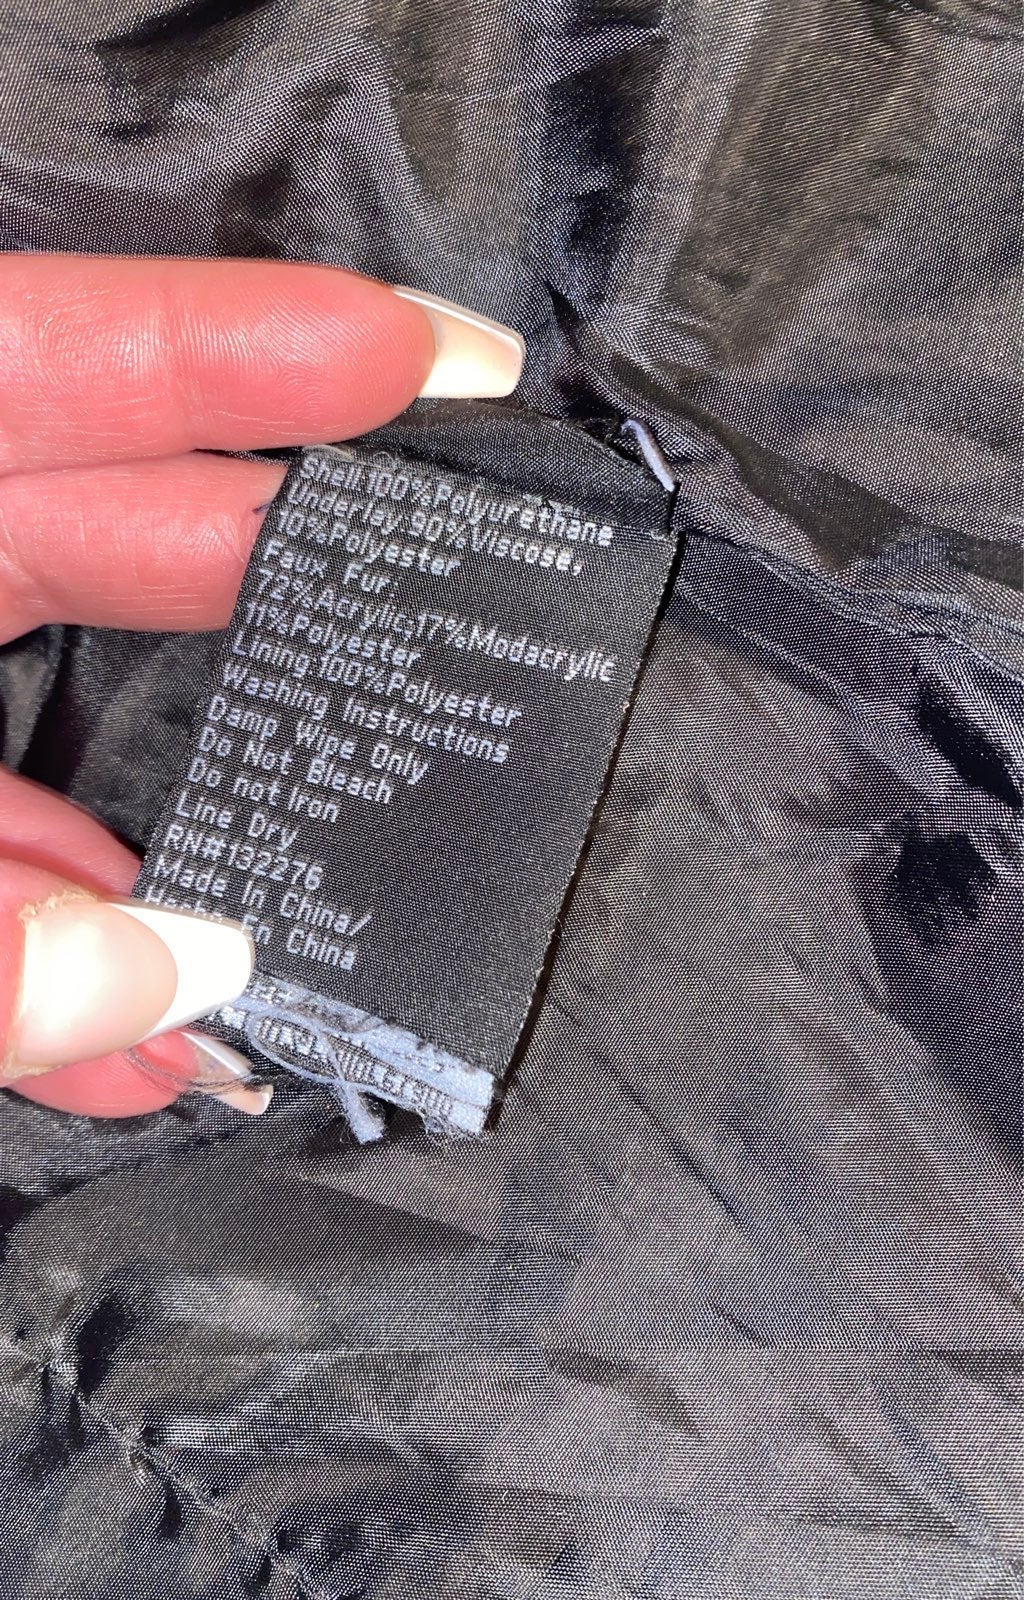 Shell:100%Polyurethane
Underlay:90%Viscose,
10%Polyester
Faux Fur:
72%Acrylic;17%Modacrylic
11%Polyester
Lining:100%Polyester
Washing Instructions
Damp Wipe Only
Do Not Bleach
Do not Iron
Line Dry
RN#132276
Made In China/
En China